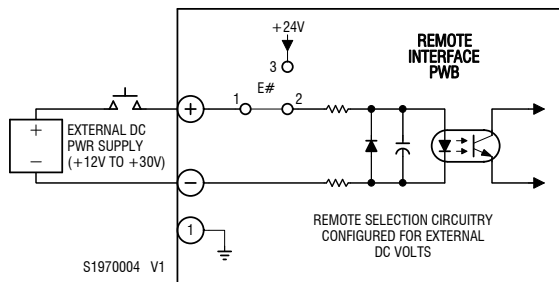 +24V
REMOTE
INTERFACE
PWB
3
E#
1
2
+
EXTERNAL DC
PWR SUPPLY
(+12V TO +30V)
+
−
−
1
REMOTE SELECTION CIRCUITRY
CONFIGURED FOR EXTERNAL
DC VOLTS
S1970004 V1